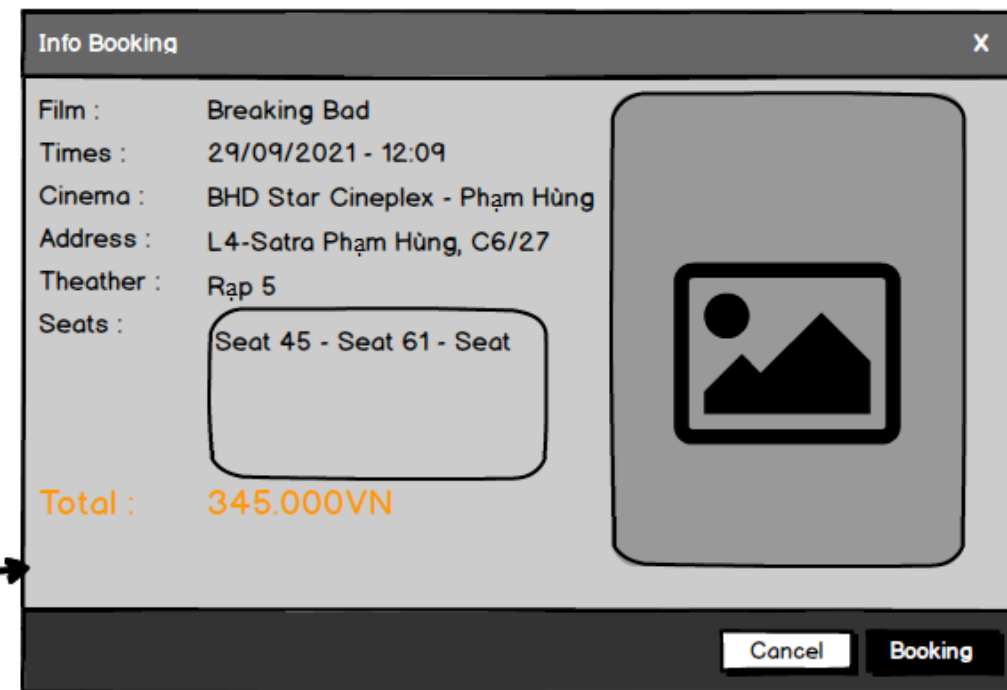 Info Booking X
Film : Breaking Bad
Times : 29/09/2021 - 12:09
Cinema : BHD Star Cineplex - Phạm Hùng
Address : L4-Satra Phạm Hùng, C6/27
Theather : Rạp 5
Seats : Seat 45 - Seat 61 - Seat
Total : 345.000VN
Cancel Booking